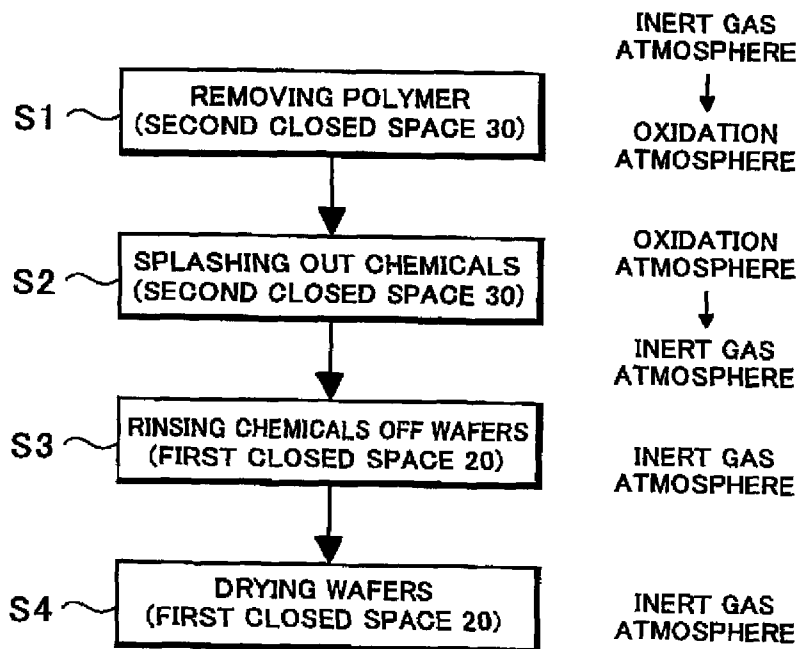 INERT GAS
ATMOSPHERE
S1
REMOVING POLYMER
(SECOND CLOSED SPACE 30)
OXIDATION
ATMOSPHERE
S2
SPLASHING OUT CHEMICALS
(SECOND CLOSED SPACE 30)
OXIDATION
ATMOSPHERE
INERT GAS
ATMOSPHERE
S3
RINSING CHEMICALS OFF WAFERS
(FIRST CLOSED SPACE 20)
INERT GAS
ATMOSPHERE
S4
DRYING WAFERS
(FIRST CLOSED SPACE 20)
INERT GAS
ATMOSPHERE